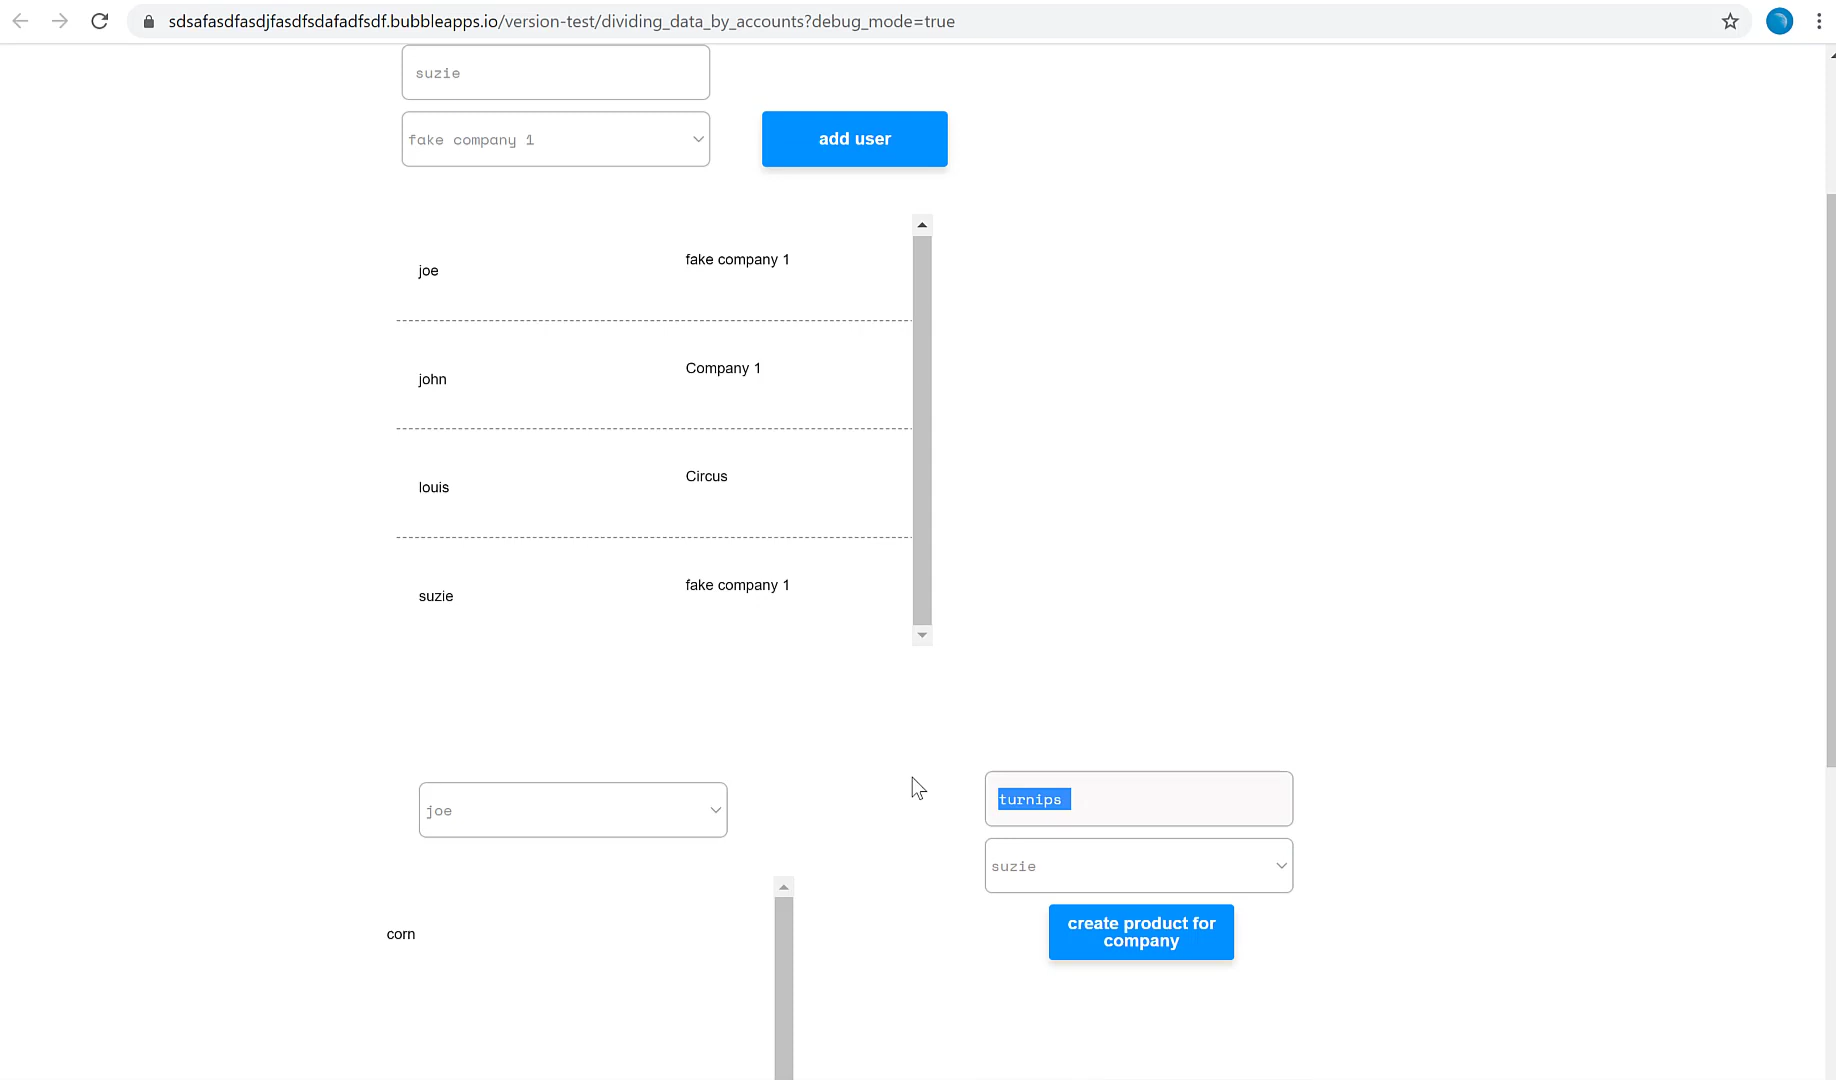 sdsafasdfasdjfasdfsdafadfsdf.bubbleapps.io/version-test/dividing_data_by_accounts?debug_mode=true
suzie
fake company 1
add user
joe
fake company 1
john
Company 1
louis
Circus
suzie
fake company 1
joe
turnips
suzie
create product for
company
corn